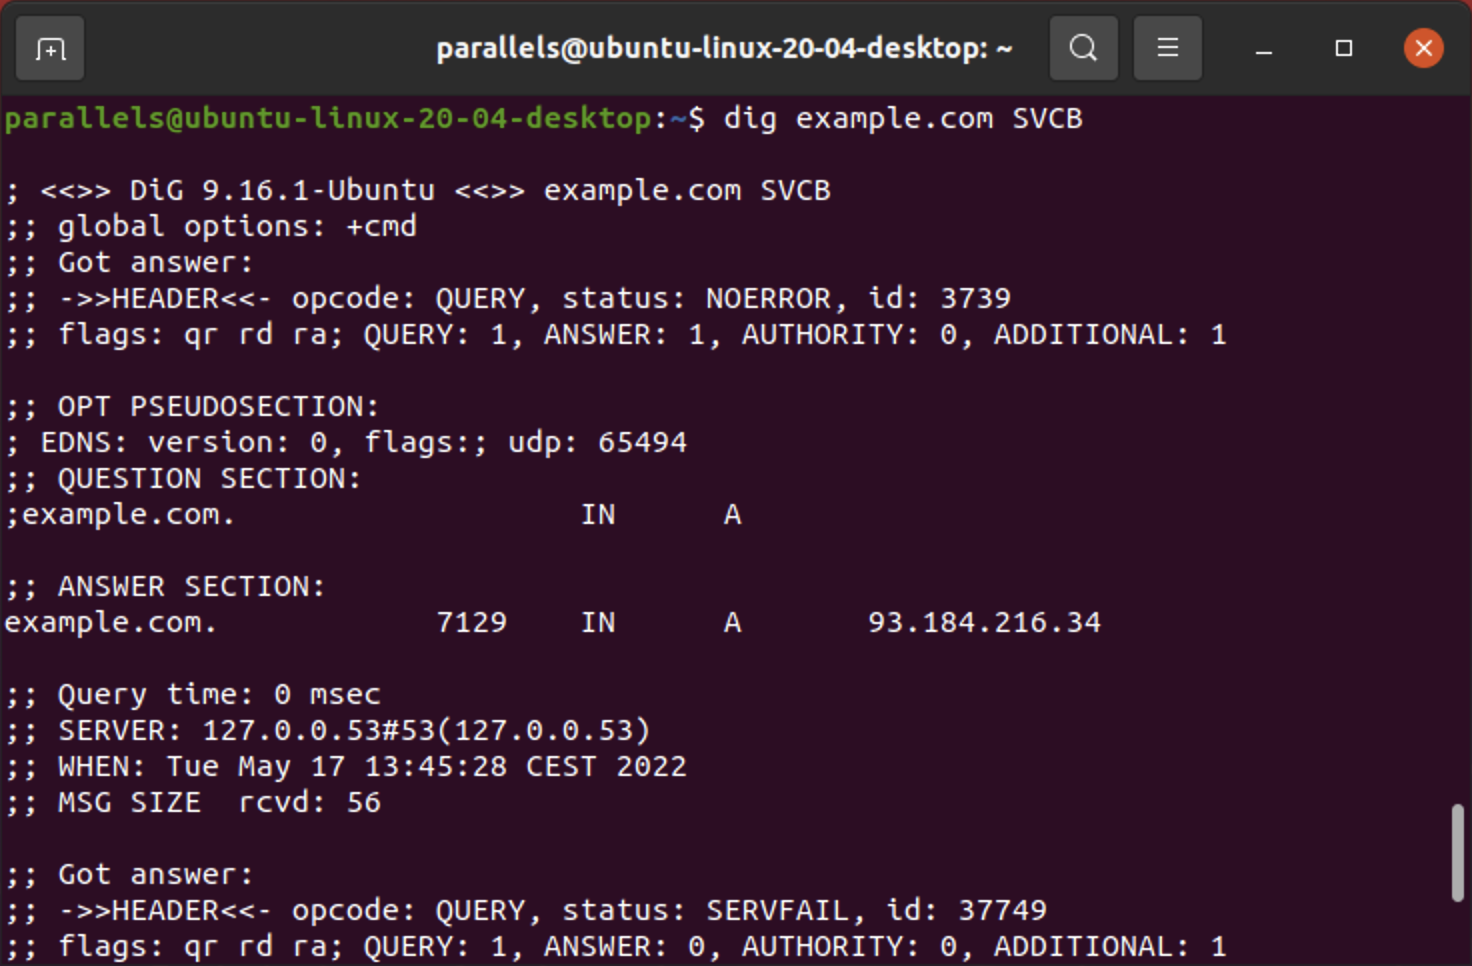 parallels@ubuntu-linux-20-04-desktop: ~
parallels@ubuntu-linux-20-04-desktop:~$ dig example.com SVCB
; <<>> DiG 9.16.1-Ubuntu <<>> example.com SVCB
;; global options: +cmd
;; Got answer:
;; ->>HEADER<<- opcode: QUERY, status: NOERROR, id: 3739
;; flags: qr rd ra; QUERY: 1, ANSWER: 1, AUTHORITY: 0, ADDITIONAL: 1
;; OPT PSEUDOSECTION:
; EDNS: version: 0, flags:; udp: 65494
;; QUESTION SECTION:
;example.com. IN A
;; ANSWER SECTION:
example.com. 7129 IN A 93.184.216.34
;; Query time: 0 msec
;; SERVER: 127.0.0.53#53(127.0.0.53)
;; WHEN: Tue May 17 13:45:28 CEST 2022
;; MSG SIZE  rcvd: 56
;; Got answer:
;; ->>HEADER<<- opcode: QUERY, status: SERVFAIL, id: 37749
;; flags: qr rd ra; QUERY: 1, ANSWER: 0, AUTHORITY: 0, ADDITIONAL: 1